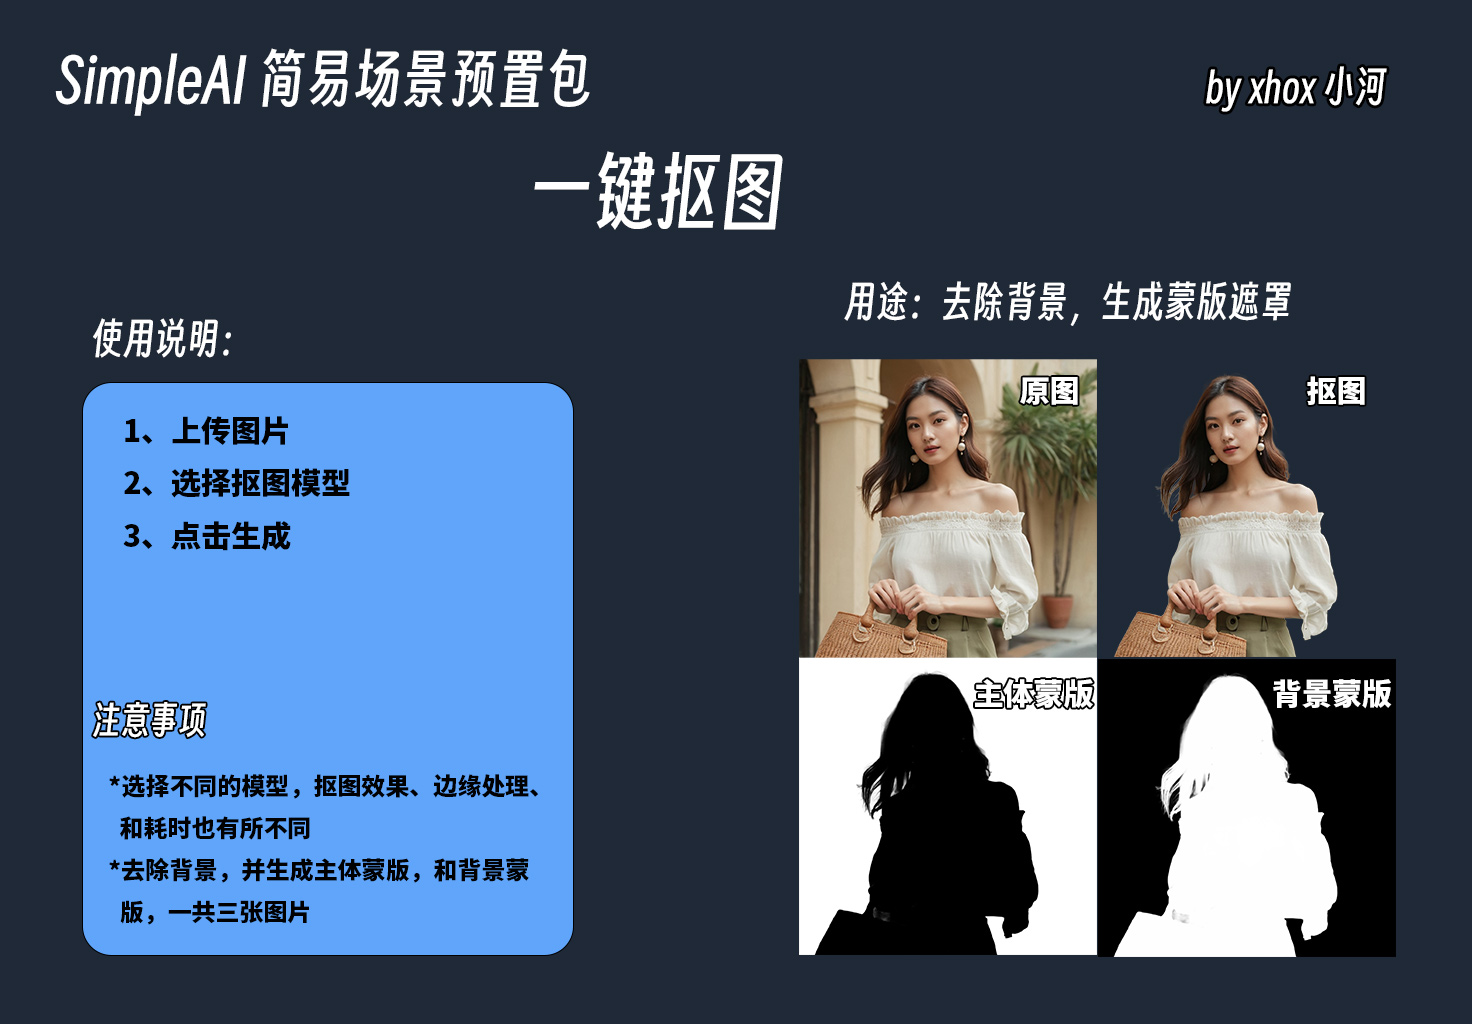 SimpleAI 简易场景预置包
by xhox 小河
一键抠图
使用说明：
1、上传图片
2、选择抠图模型
3、点击生成
注意事项
*选择不同的模型，抠图效果、边缘处理、
和耗时也有所不同
*去除背景，并生成主体蒙版，和背景蒙
版，一共三张图片
用途：去除背景，生成蒙版遮罩
原图
抠图
主体蒙版
背景蒙版